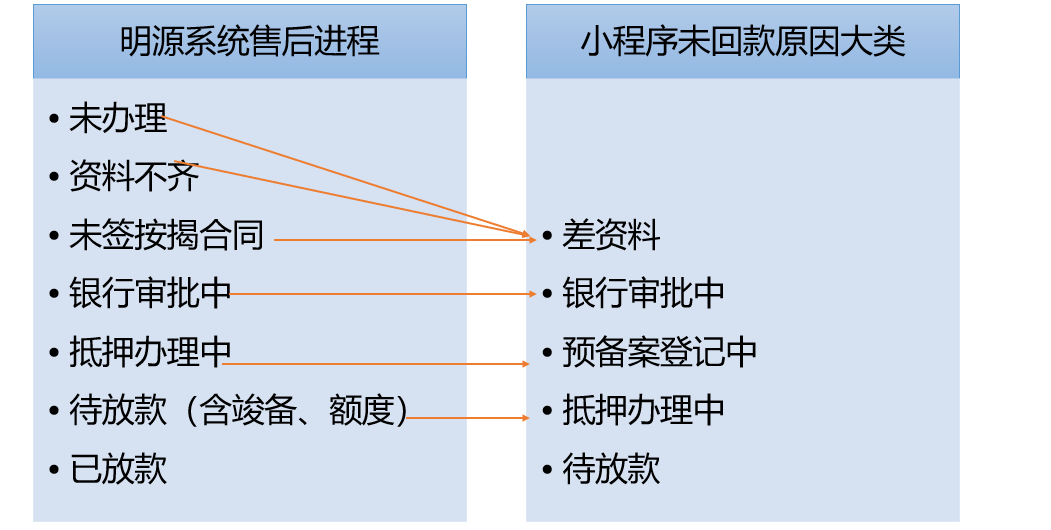 明源系统售后进程
• 未办理
• 资料不齐
• 未签按揭合同
• 银行审批中
• 抵押办理中
• 待放款（含竣备、额度）
• 已放款
小程序未回款原因大类
• 差资料
• 银行审批中
• 预备案登记中
• 抵押办理中
• 待放款